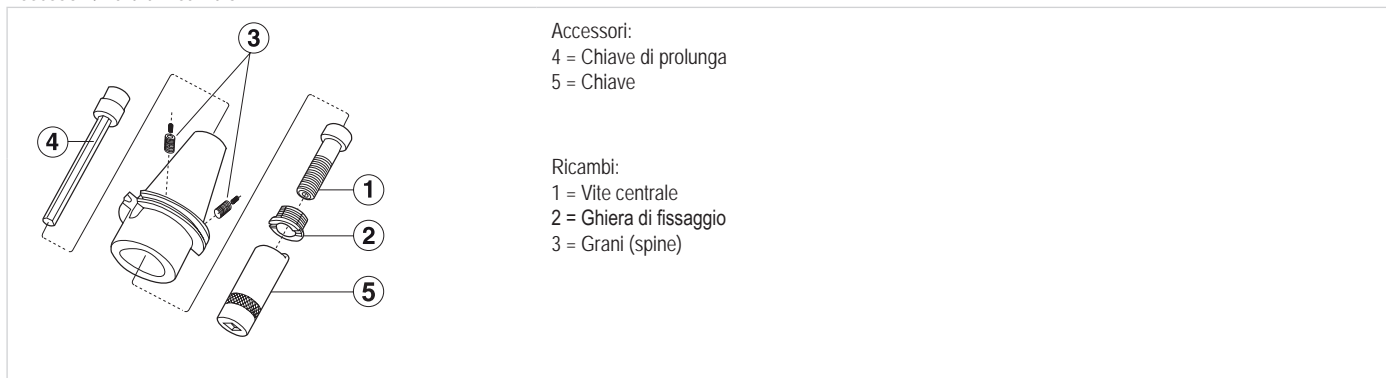 3
4
1
2
5
Accessori:
4 = Chiave di prolunga
5 = Chiave
Ricambi:
1 = Vite centrale
2 = Ghiera di fissaggio
3 = Grani (spine)